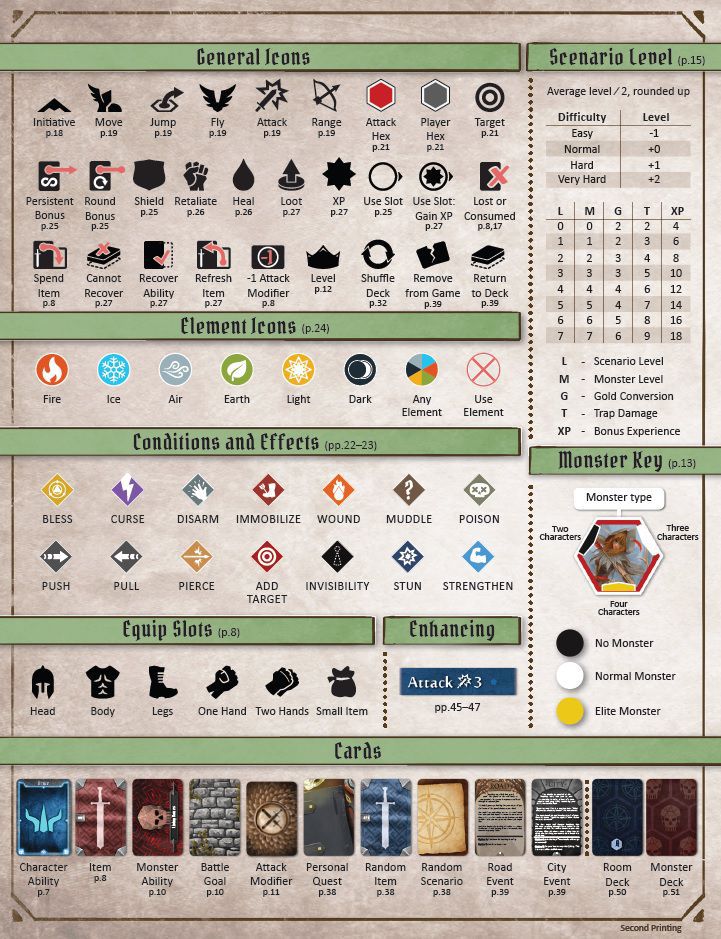 General Icons
Initiative
p.18
Move
p.19
Jump
p.19
Fly
p.19
Attack
p.19
Range
p.19
Attack
Hex
p.21
Player
Hex
p.21
Target
p.21
Persistent
Bonus
p.25
Round
Bonus
p.25
Shield
p.25
Retaliate
p.26
Heal
p.26
Loot
p.27
XP
p.27
Use Slot
p.25
Use Slot:
Gain XP
p.27
Lost or
Consumed
p.8,17
Spend
Item
p.8
Cannot
Recover
p.27
Recover
Ability
p.27
Refresh
Item
p.27
-1
-1 Attack
Modifier
p.8
Level
p.12
Shuffle
Deck
p.32
Remove
from Game
p.39
Return
to Deck
p.39
Element Icons (p.24)
Fire
Ice
Air
Earth
Light
Dark
Any
Element
Use
Element
Conditions and Effects (pp.22–23)
BLESS
CURSE
DISARM
IMMOBILIZE
WOUND
MUDDLE
?
POISON
PUSH
PULL
PIERCE
ADD
TARGET
INVISIBILITY
STUN
STRENGTHEN
Equip Slots (p.8)
Head
Body
Legs
One Hand
Two Hands
Small Item
Enhancing
Attack 3
pp.45–47
Scenario Level (p.15)
Average level / 2, rounded up
Difficulty Level
Easy -1
Normal +0
Hard +1
Very Hard +2
L M G T XP
0 0 2 2 4
1 1 2 3 6
2 2 3 4 8
3 3 3 5 10
4 4 4 6 12
5 5 4 7 14
6 6 5 8 16
7 7 6 9 18
L - Scenario Level
M - Monster Level
G - Gold Conversion
T - Trap Damage
XP - Bonus Experience
Monster Key (p.13)
Monster type
Two
Characters
Three
Characters
Four
Characters
No Monster
Normal Monster
Elite Monster
Cards
Character
Ability
p.7
Item
p.8
Monster
Ability
p.10
Battle
Goal
p.10
Attack
Modifier
p.11
Personal
Quest
p.38
Random
Item
p.38
Random
Scenario
p.38
ROAD
Road
Event
p.39
CITY
City
Event
p.39
Room
Deck
p.50
Monster
Deck
p.51
Second Printing